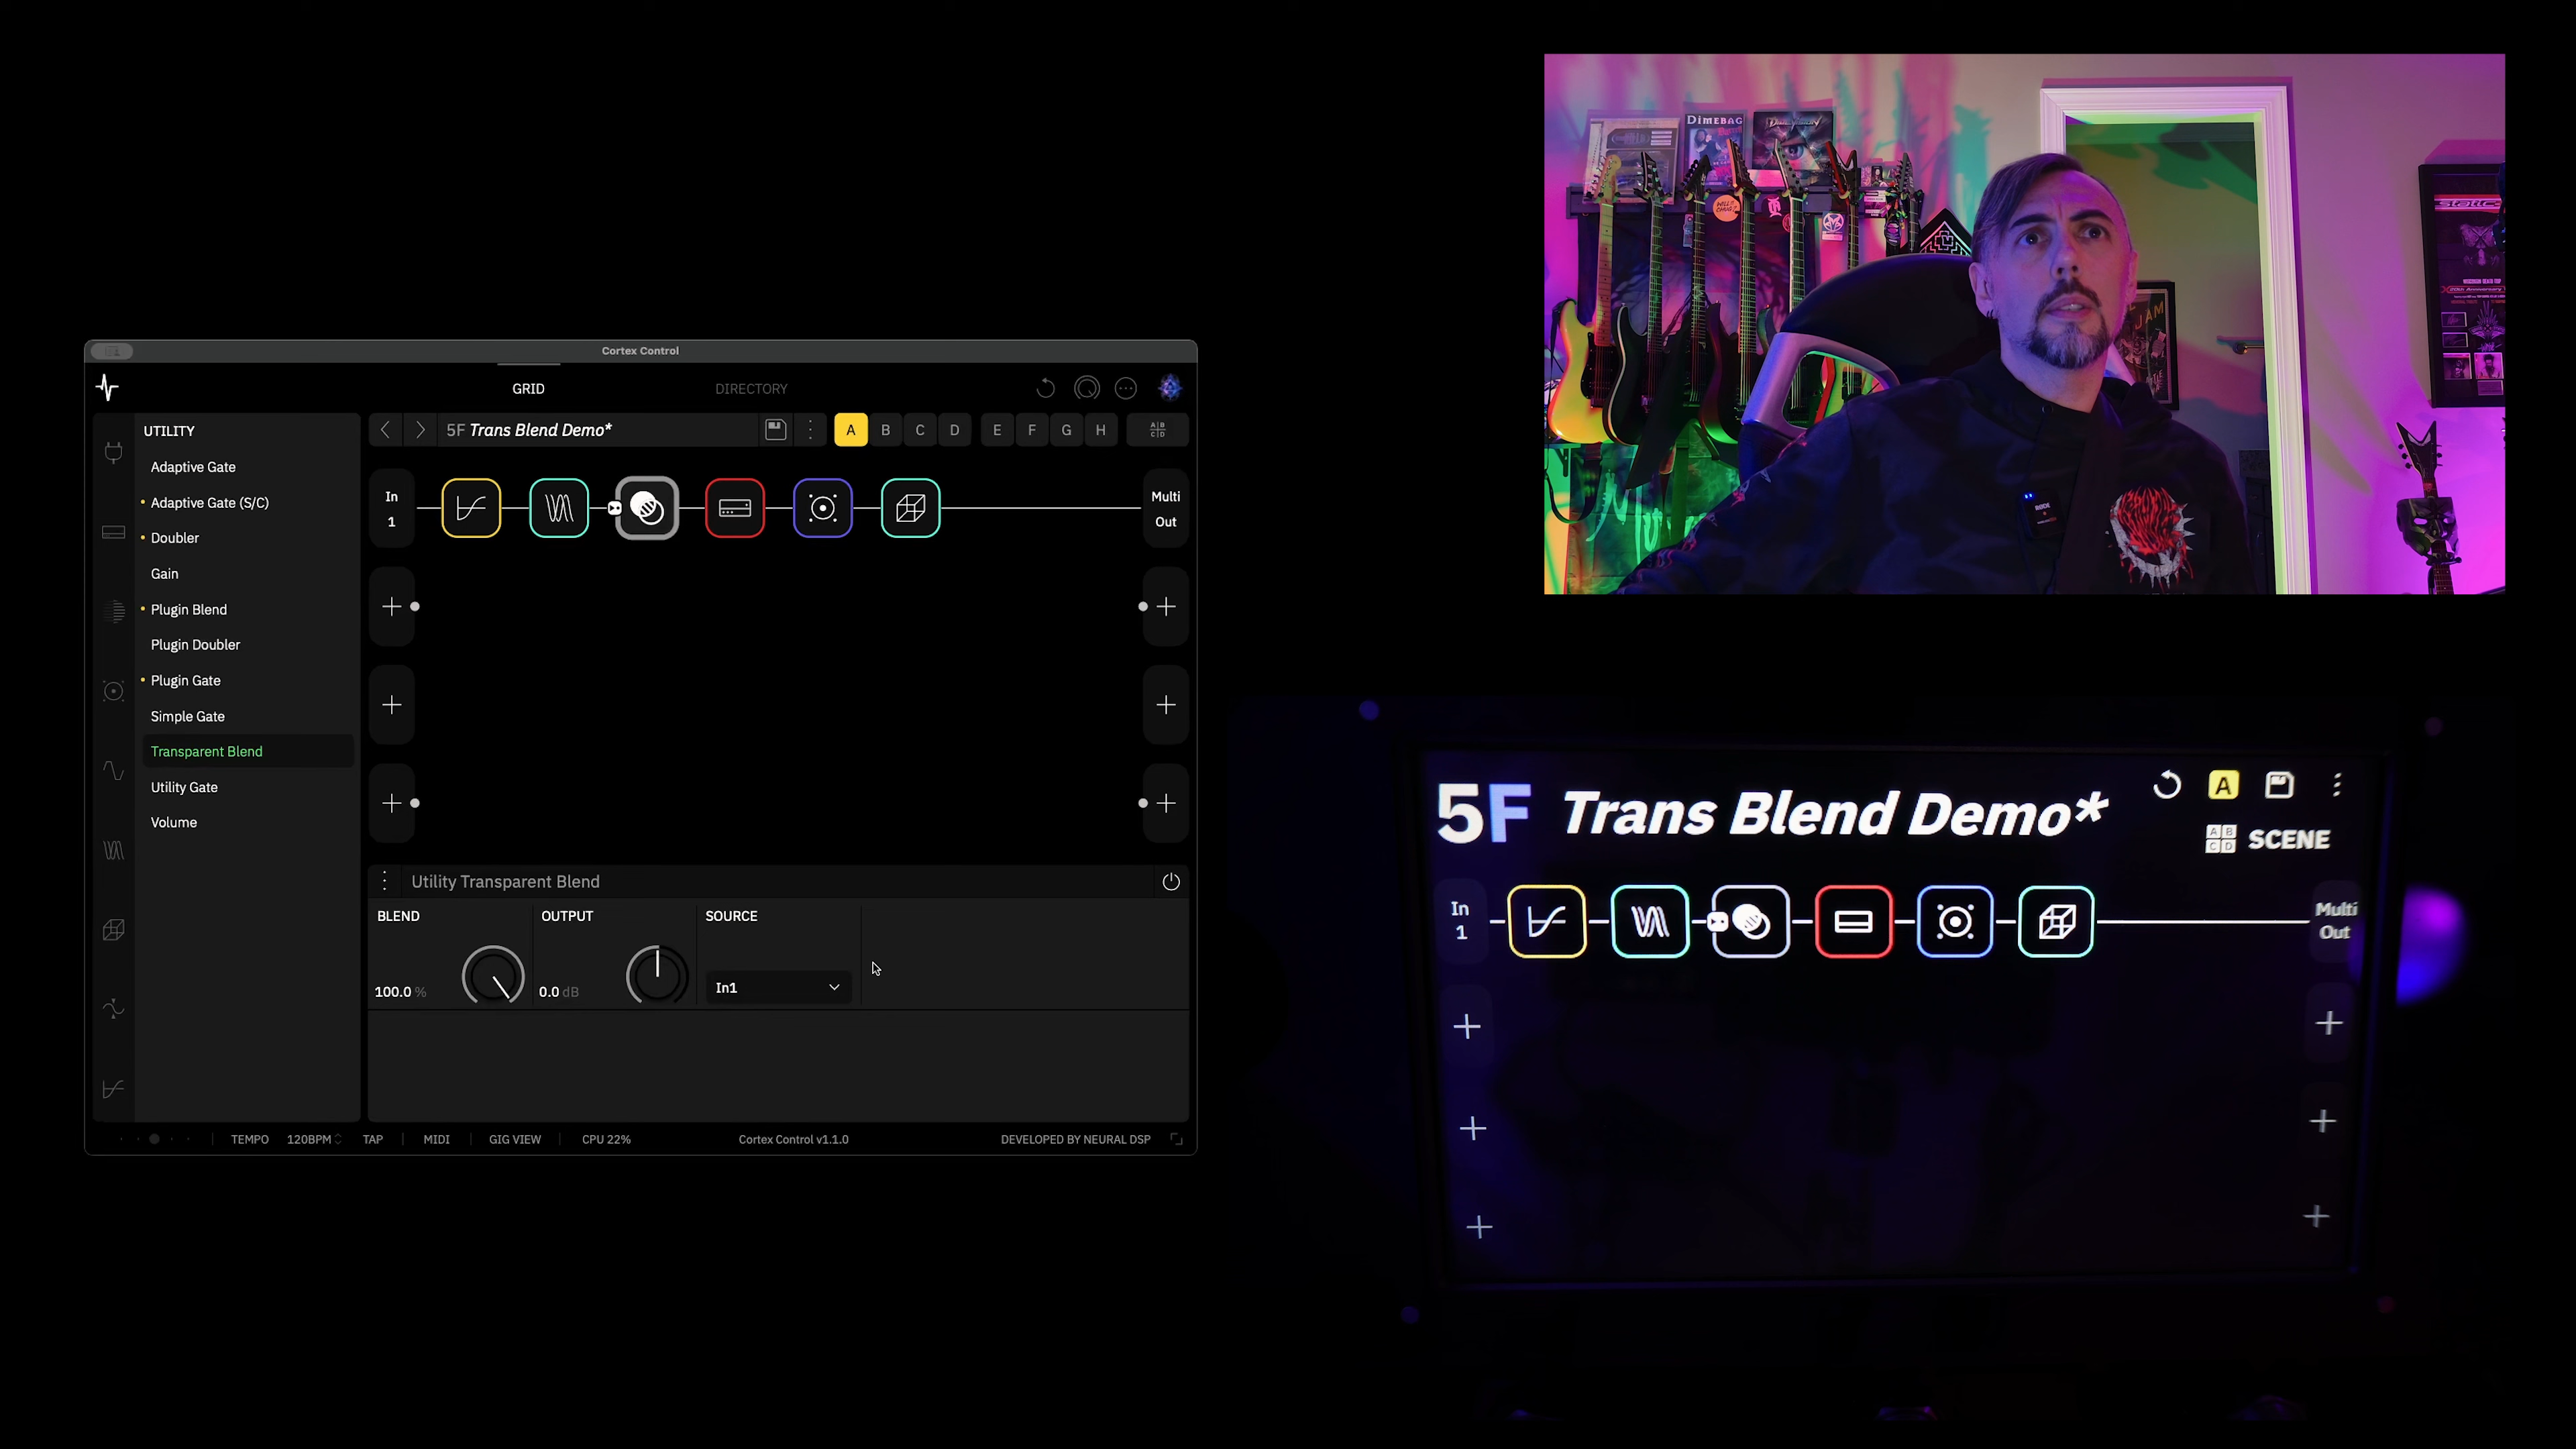 Cortex Control
GRID
DIRECTORY
UTILITY
Adaptive Gate
Adaptive Gate (S/C)
Doubler
Gain
Plugin Blend
Plugin Doubler
Plugin Gate
Simple Gate
Transparent Blend
Utility Gate
Volume
5F Trans Blend Demo*
A B C D E F G H
A B
C D
In
1
Multi
Out
Utility Transparent Blend
BLEND
OUTPUT
SOURCE
100.0 %
0.0 dB
In1
TEMPO
120BPM
TAP
MIDI
GIG VIEW
CPU 22%
Cortex Control v1.1.0
DEVELOPED BY NEURAL DSP
DIMEBAG
static-
JAM
RØDE
5F Trans Blend Demo*
A
A B
C D
SCENE
In
1
Multi
Out